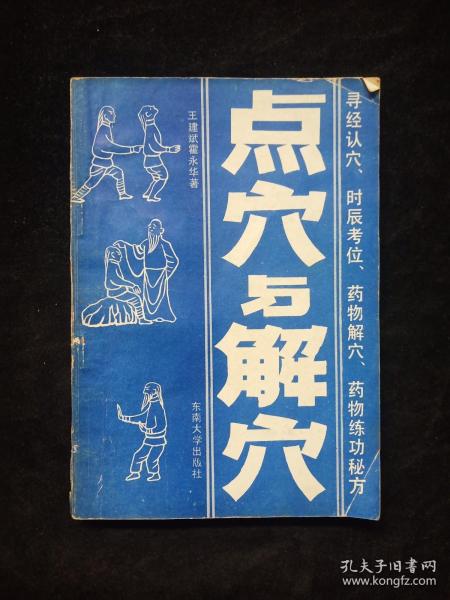 寻经认穴、时辰考位、药物解穴、药物练功秘方
点穴与解穴
王建斌霍永华著
东南大学出版社
孔夫子旧书网
www.kongfz.com